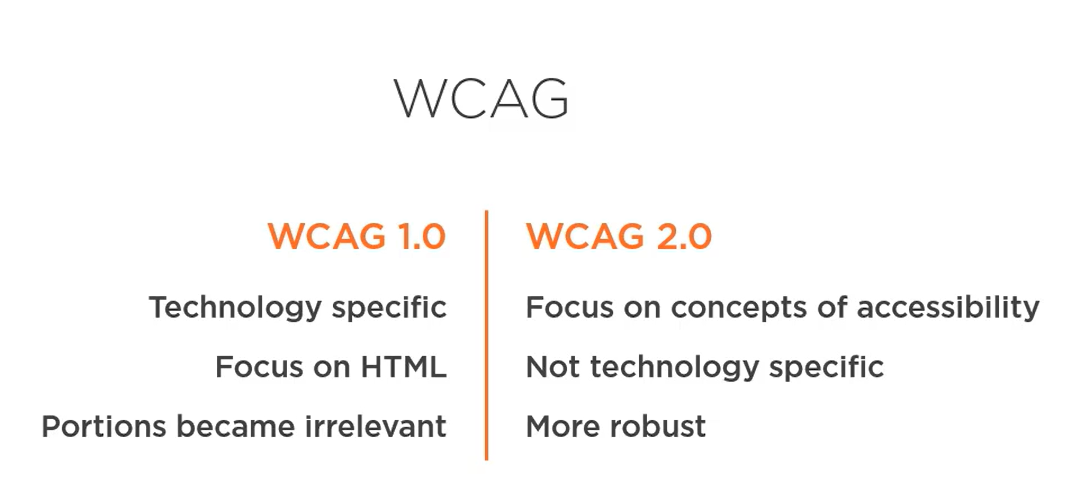 WCAG
WCAG 1.0
Technology specific
Focus on HTML
Portions became irrelevant
WCAG 2.0
Focus on concepts of accessibility
Not technology specific
More robust